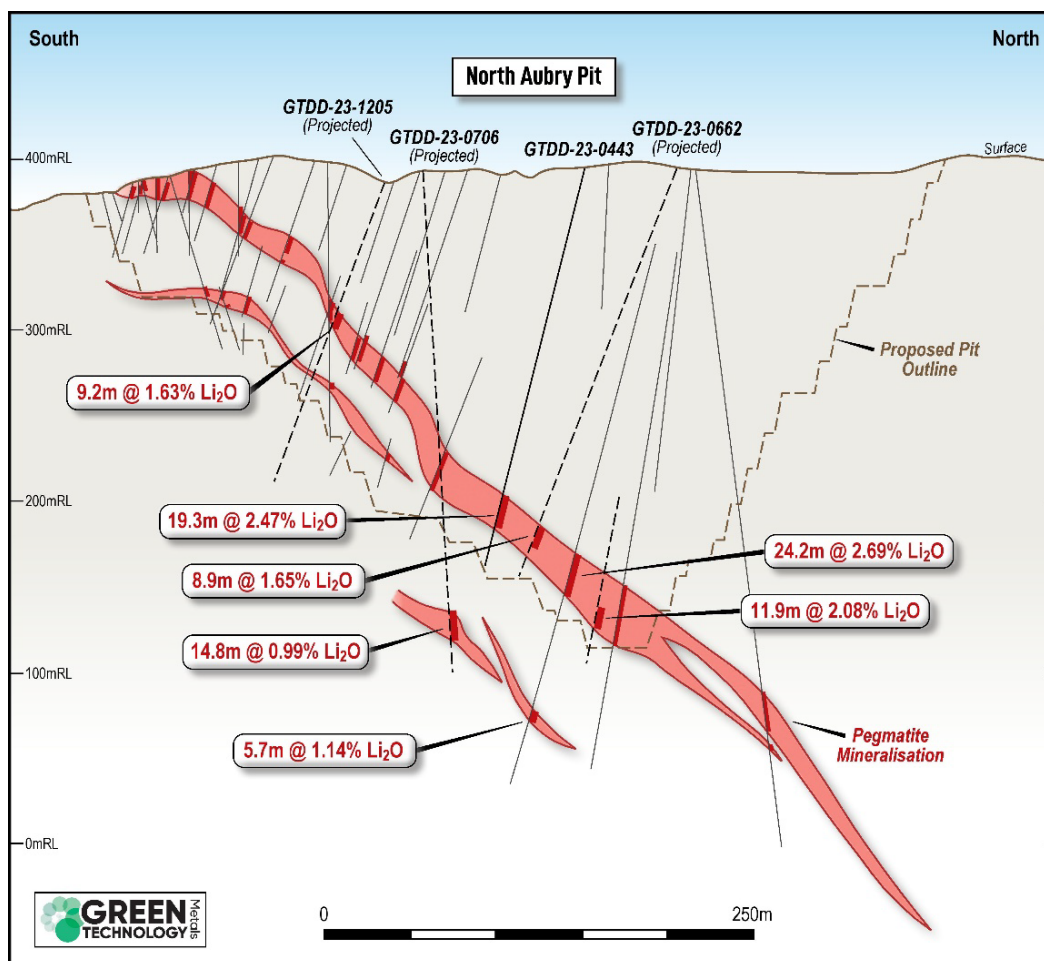 South
North
North Aubry Pit
GTDD-23-1205
(Projected)
GTDD-23-0706
(Projected)
GTDD-23-0443
GTDD-23-0662
(Projected)
400mRL
Surface
300mRL
Proposed Pit
Outline
9.2m @ 1.63% Li₂O
200mRL
19.3m @ 2.47% Li₂O
24.2m @ 2.69% Li₂O
8.9m @ 1.65% Li₂O
11.9m @ 2.08% Li₂O
14.8m @ 0.99% Li₂O
100mRL
5.7m @ 1.14% Li₂O
Pegmatite
Mineralisation
0mRL
GREEN
TECHNOLOGY
Metals
0
250m